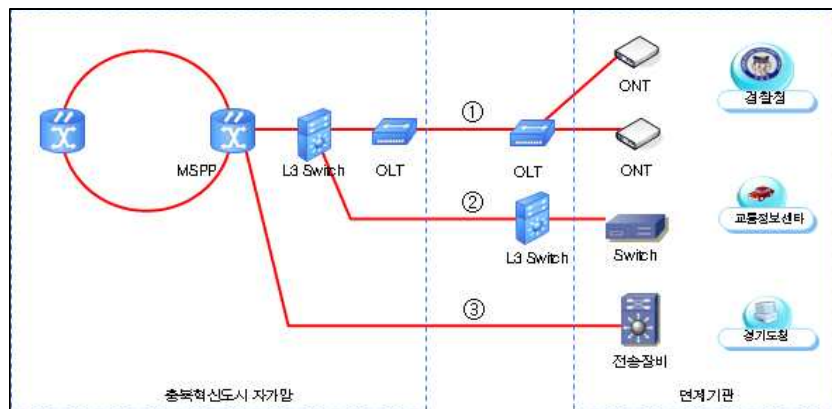 ONT
검찰청
①
MSPP
L3 Switch
OLT
OLT
ONT
②
L3 Switch
Switch
교통정보센타
③
전송장비
경기도청
충북혁신도시 자가망
연계기관